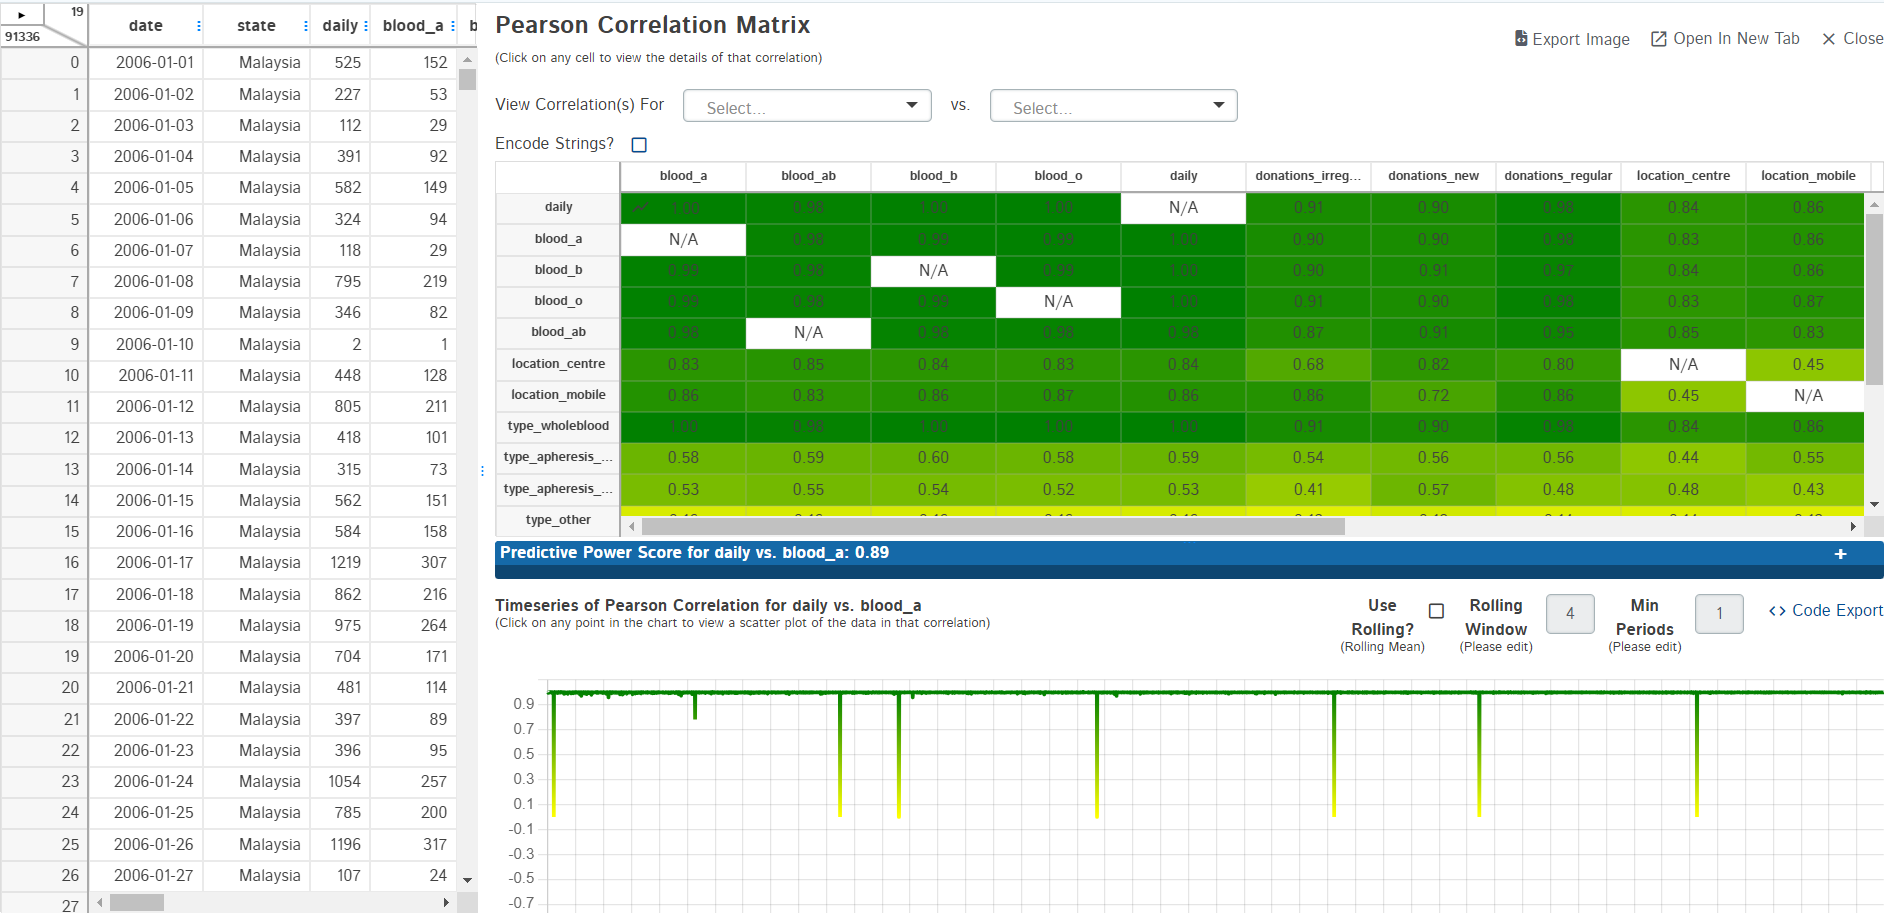 19
91336
date state daily blood_a b
0 2006-01-01 Malaysia 525 152
1 2006-01-02 Malaysia 227 53
2 2006-01-03 Malaysia 112 29
3 2006-01-04 Malaysia 391 92
4 2006-01-05 Malaysia 582 149
5 2006-01-06 Malaysia 324 94
6 2006-01-07 Malaysia 118 29
7 2006-01-08 Malaysia 795 219
8 2006-01-09 Malaysia 346 82
9 2006-01-10 Malaysia 2 1
10 2006-01-11 Malaysia 448 128
11 2006-01-12 Malaysia 805 211
12 2006-01-13 Malaysia 418 101
13 2006-01-14 Malaysia 315 73
14 2006-01-15 Malaysia 562 151
15 2006-01-16 Malaysia 584 158
16 2006-01-17 Malaysia 1219 307
17 2006-01-18 Malaysia 862 216
18 2006-01-19 Malaysia 975 264
19 2006-01-20 Malaysia 704 171
20 2006-01-21 Malaysia 481 114
21 2006-01-22 Malaysia 397 89
22 2006-01-23 Malaysia 396 95
23 2006-01-24 Malaysia 1054 257
24 2006-01-25 Malaysia 785 200
25 2006-01-26 Malaysia 1196 317
26 2006-01-27 Malaysia 107 24
27
Pearson Correlation Matrix
(Click on any cell to view the details of that correlation)
Export Image Open In New Tab Close
View Correlation(s) For Select... vs. Select...
Encode Strings?
blood_a blood_ab blood_b blood_o daily donations_irreg... donations_new donations_regular location_centre location_mobile
daily 1.00 0.98 1.00 1.00 N/A 0.91 0.90 0.98 0.84 0.86
blood_a N/A 0.98 0.99 0.99 1.00 0.90 0.90 0.98 0.83 0.86
blood_b 0.99 0.98 N/A 0.99 1.00 0.90 0.91 0.97 0.84 0.86
blood_o 0.99 0.98 0.99 N/A 1.00 0.91 0.90 0.98 0.83 0.87
blood_ab 0.98 N/A 0.98 0.98 0.98 0.87 0.91 0.95 0.85 0.83
location_centre 0.83 0.85 0.84 0.83 0.84 0.68 0.82 0.80 N/A 0.45
location_mobile 0.86 0.83 0.86 0.87 0.86 0.86 0.72 0.86 0.45 N/A
type_wholeblood 1.00 0.98 1.00 1.00 1.00 0.91 0.90 0.98 0.84 0.86
type_apheresis_... 0.58 0.59 0.60 0.58 0.59 0.54 0.56 0.56 0.44 0.55
type_apheresis_... 0.53 0.55 0.54 0.52 0.53 0.41 0.57 0.48 0.48 0.43
type_other
Predictive Power Score for daily vs. blood_a: 0.89 +
Timeseries of Pearson Correlation for daily vs. blood_a
(Click on any point in the chart to view a scatter plot of the data in that correlation)
Use Rolling?
(Rolling Mean)
Rolling Window
(Please edit)
4
Min Periods
(Please edit)
1
<> Code Export
0.9
0.7
0.5
0.3
0.1
-0.1
-0.3
-0.5
-0.7